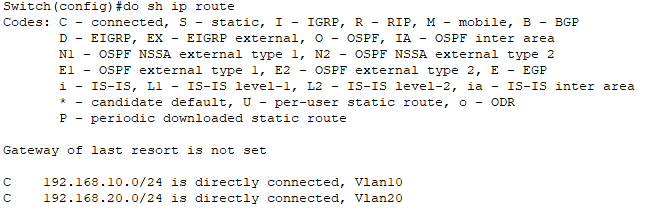 Switch(config)#do sh ip route
Codes: C - connected, S - static, I - IGRP, R - RIP, M - mobile, B - BGP
D - EIGRP, EX - EIGRP external, O - OSPF, IA - OSPF inter area
N1 - OSPF NSSA external type 1, N2 - OSPF NSSA external type 2
E1 - OSPF external type 1, E2 - OSPF external type 2, E - EGP
i - IS-IS, L1 - IS-IS level-1, L2 - IS-IS level-2, ia - IS-IS inter area
* - candidate default, U - per-user static route, o - ODR
P - periodic downloaded static route
Gateway of last resort is not set
C 192.168.10.0/24 is directly connected, Vlan10
C 192.168.20.0/24 is directly connected, Vlan20